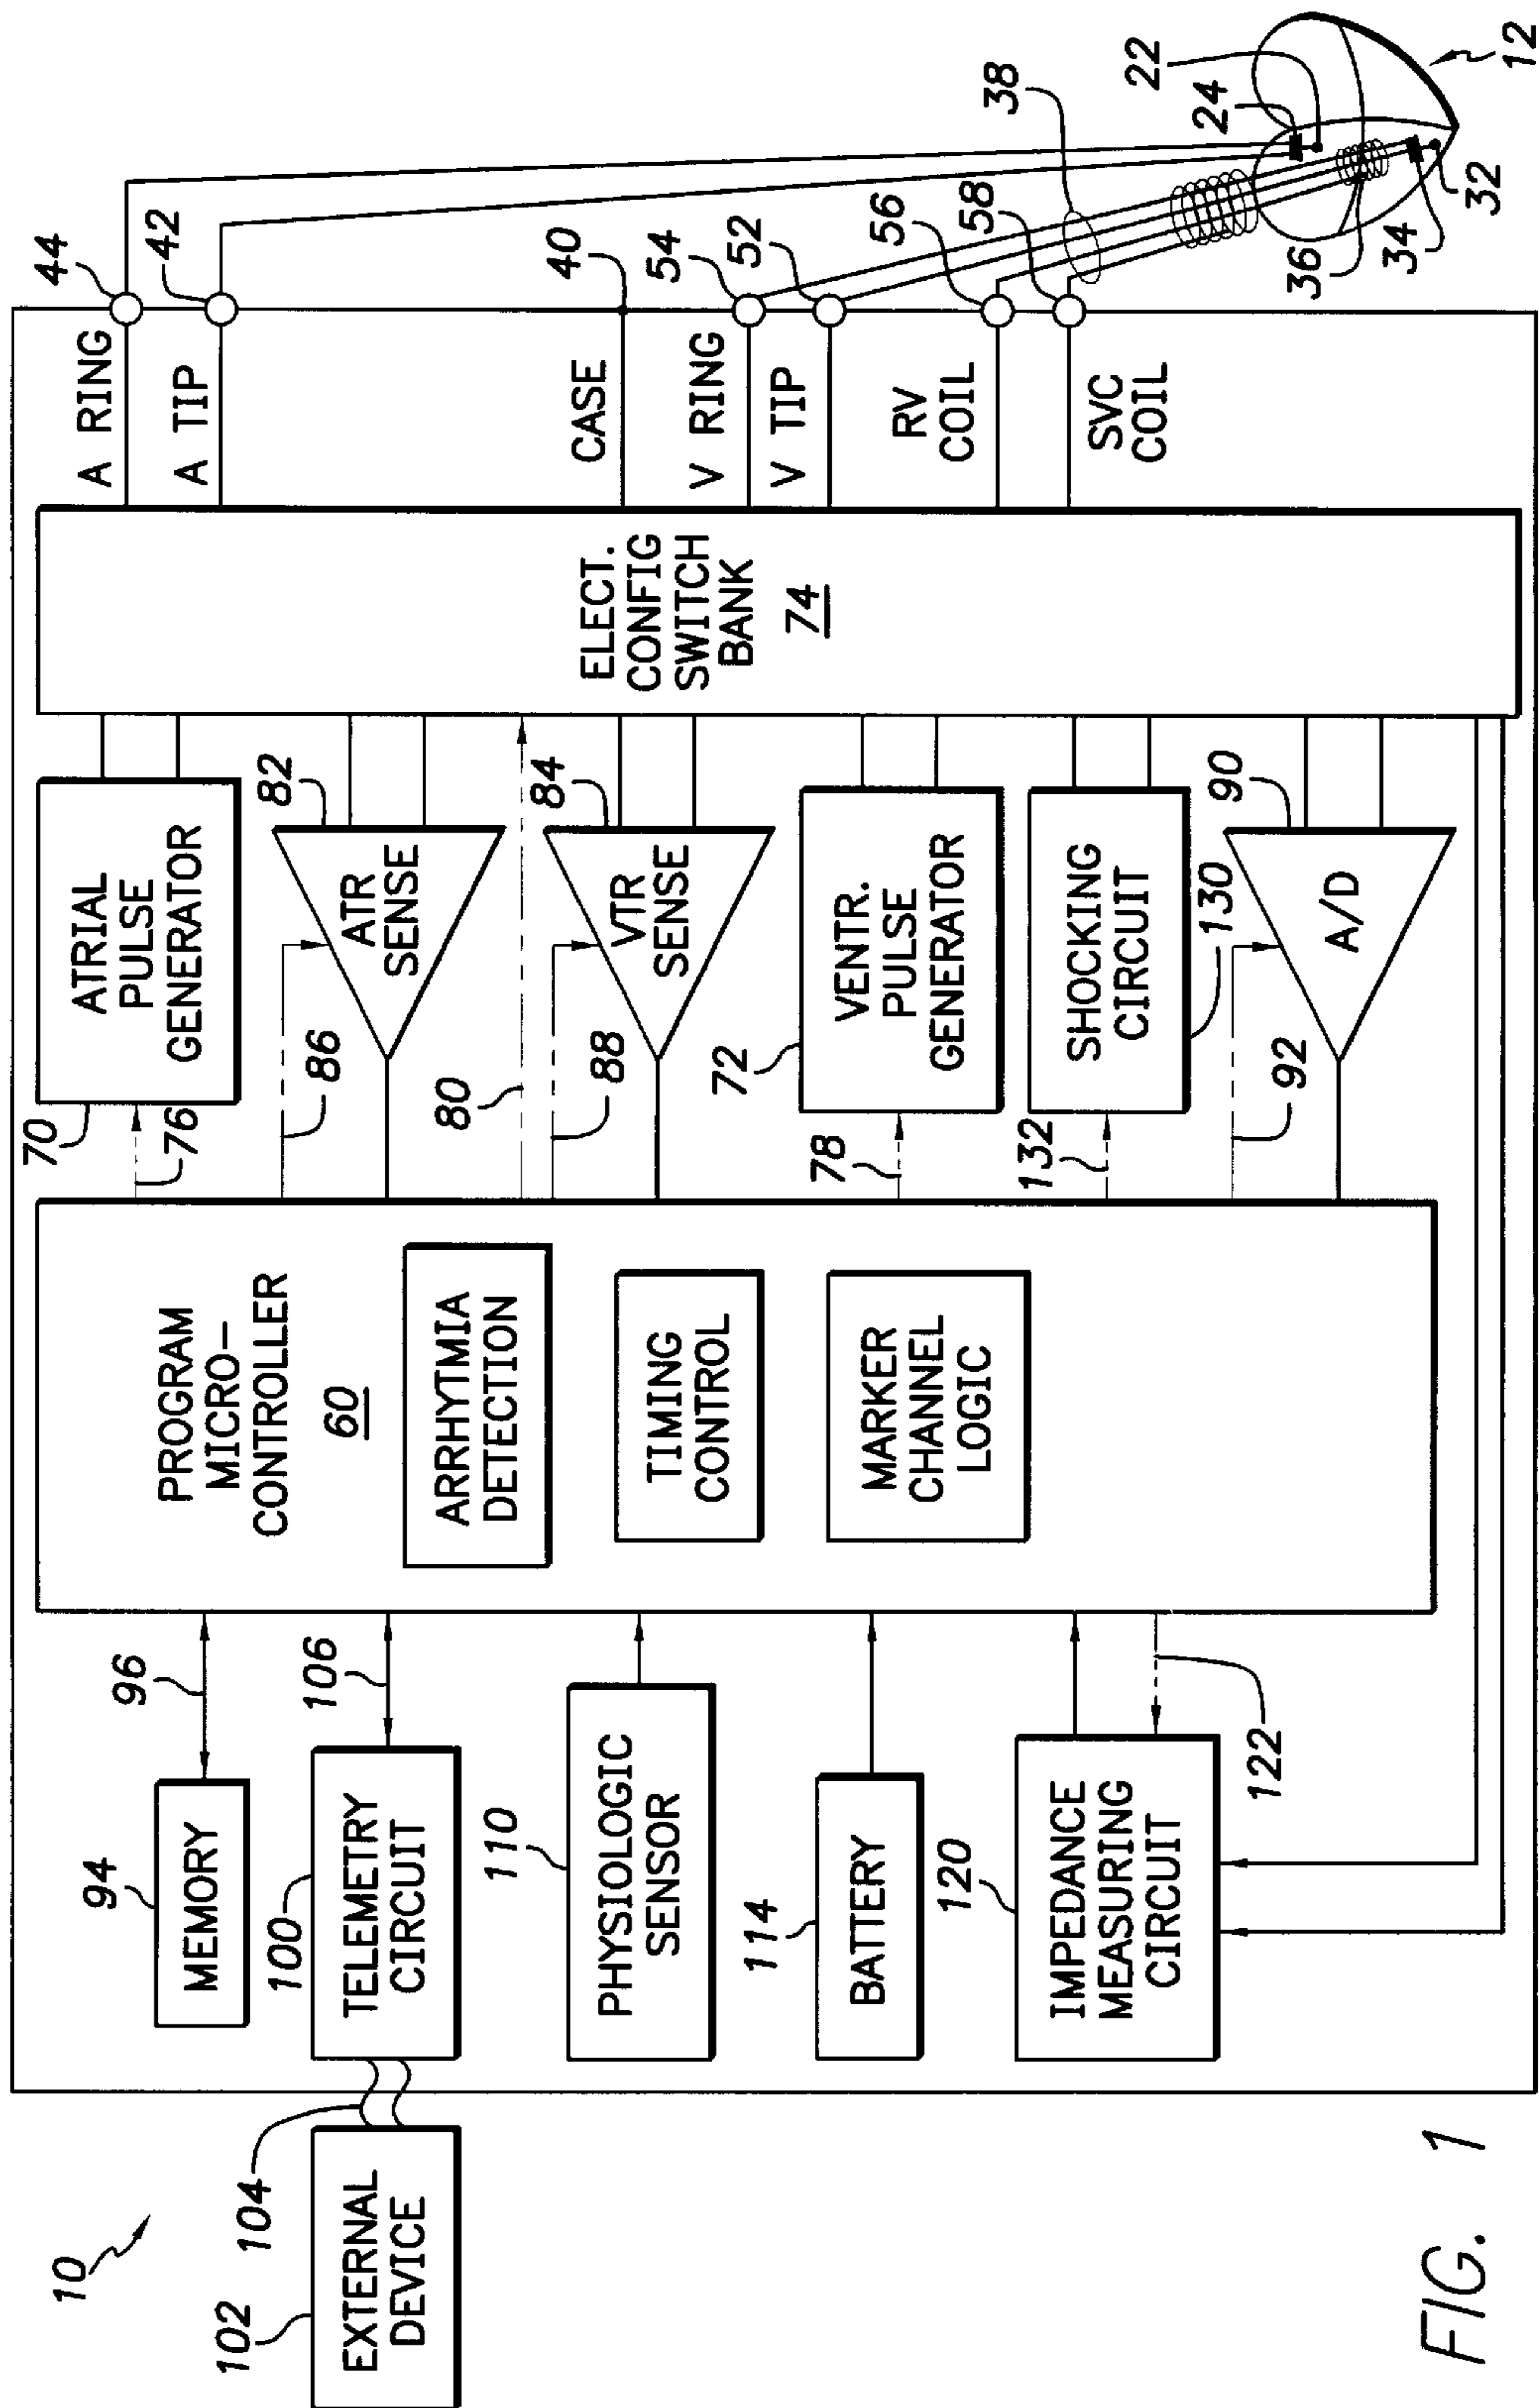 10
102
EXTERNAL
DEVICE
104
94
MEMORY
96
100
TELEMETRY
CIRCUIT
106
110
PHYSIOLOGIC
SENSOR
114
BATTERY
120
IMPEDANCE
MEASURING
CIRCUIT
122
PROGRAM
MICRO-
CONTROLLER
60
ARRHYTMIA
DETECTION
TIMING
CONTROL
MARKER
CHANNEL
LOGIC
70
76
ATRIAL
PULSE
GENERATOR
82
86
ATR
SENSE
80
84
88
VTR
SENSE
72
78
VENTR.
PULSE
GENERATOR
132
SHOCKING
CIRCUIT
130
90
92
A/D
ELECT.
CONFIG
SWITCH
BANK
74
A RING
44
A TIP
42
CASE
40
V RING
54
V TIP
52
RV
COIL
56
SVC
COIL
58
38
24
22
36
34
32
12
FIG. 1